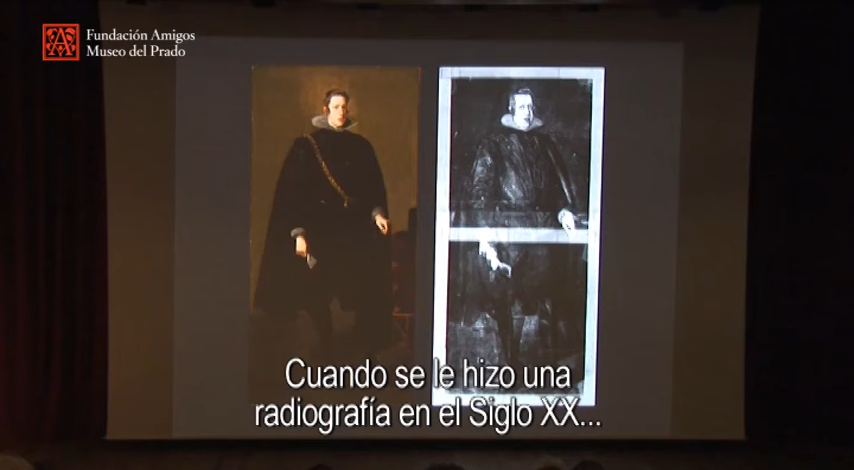 Fundación Amigos
Museo del Prado
Cuando se le hizo una
radiografía en el Siglo XX...